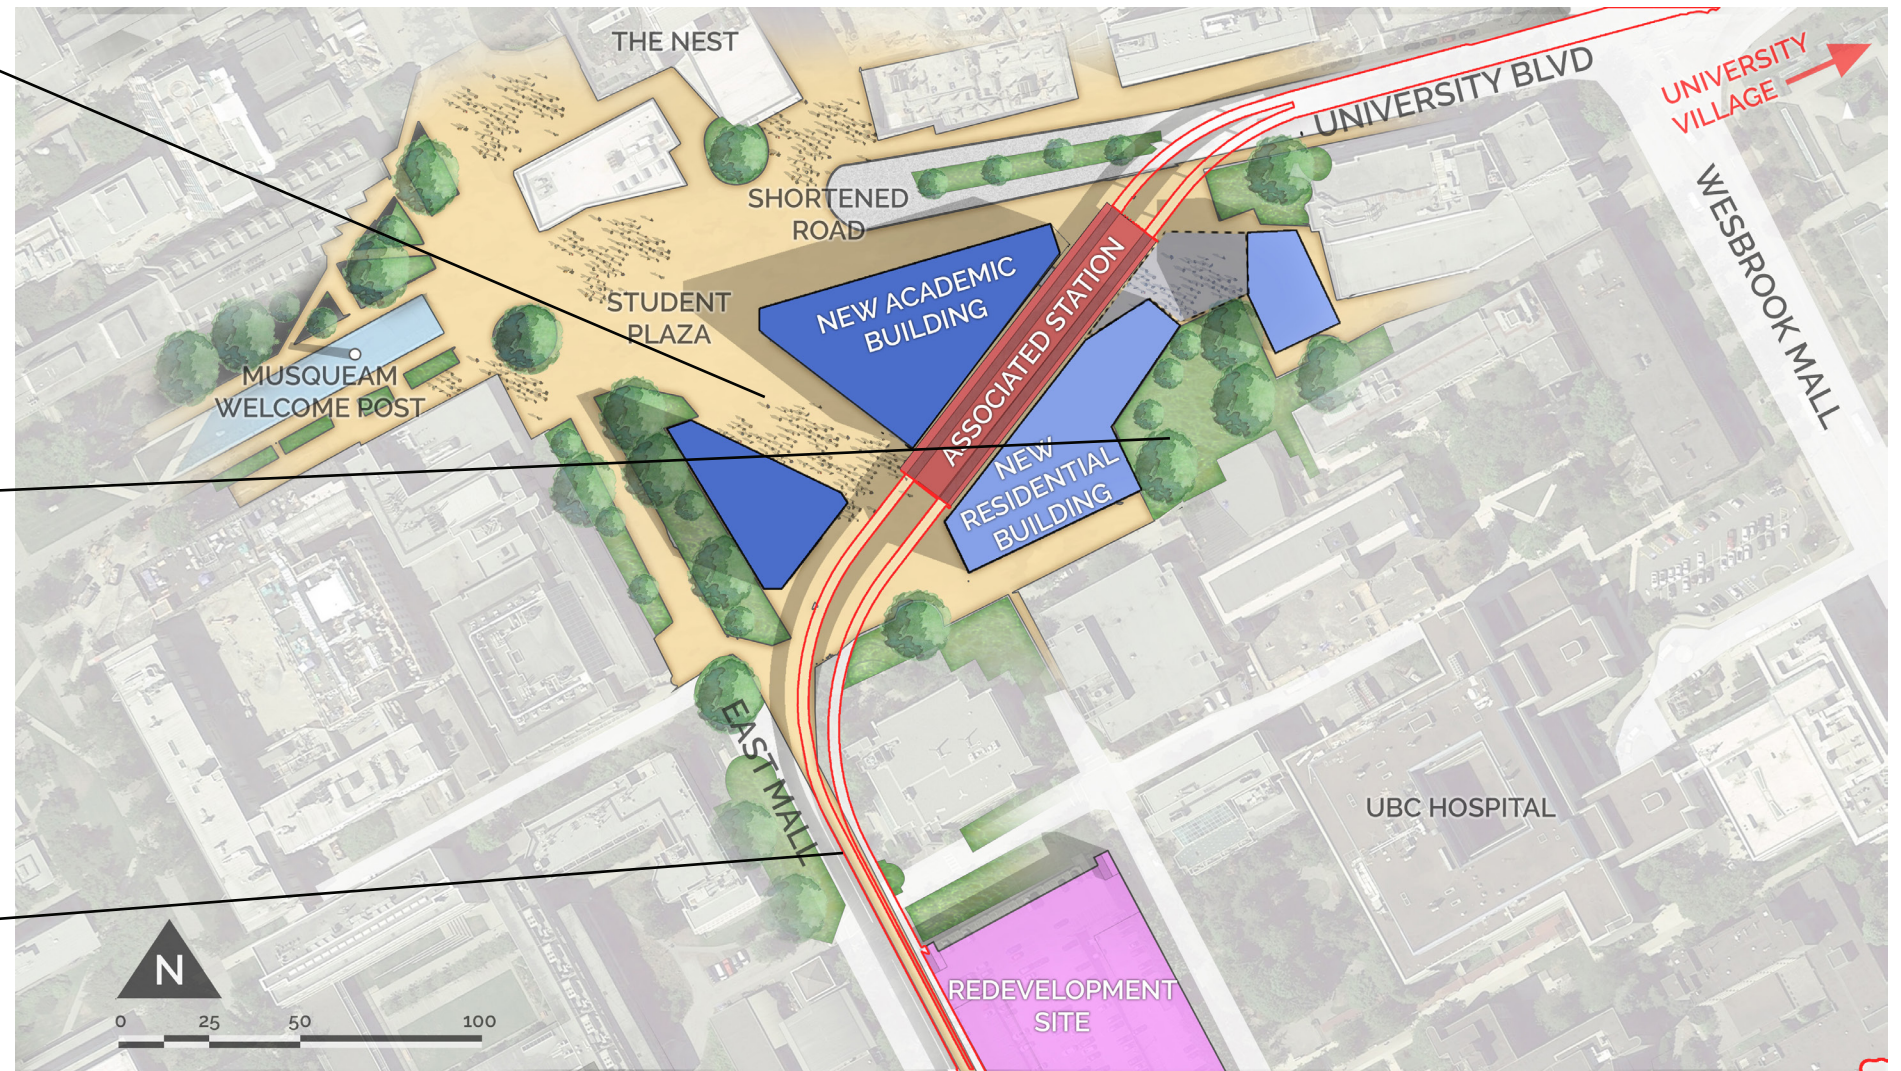 THE NEST
UNIVERSITY BLVD
UNIVERSITY
VILLAGE
WESBROOK MALL
SHORTENED
ROAD
STUDENT
PLAZA
NEW ACADEMIC
BUILDING
ASSOCIATED STATION
MUSQUEAM
WELCOME POST
NEW
RESIDENTIAL
BUILDING
EAST MALL
UBC HOSPITAL
REDEVELOPMENT
SITE
N
0 25 50 100